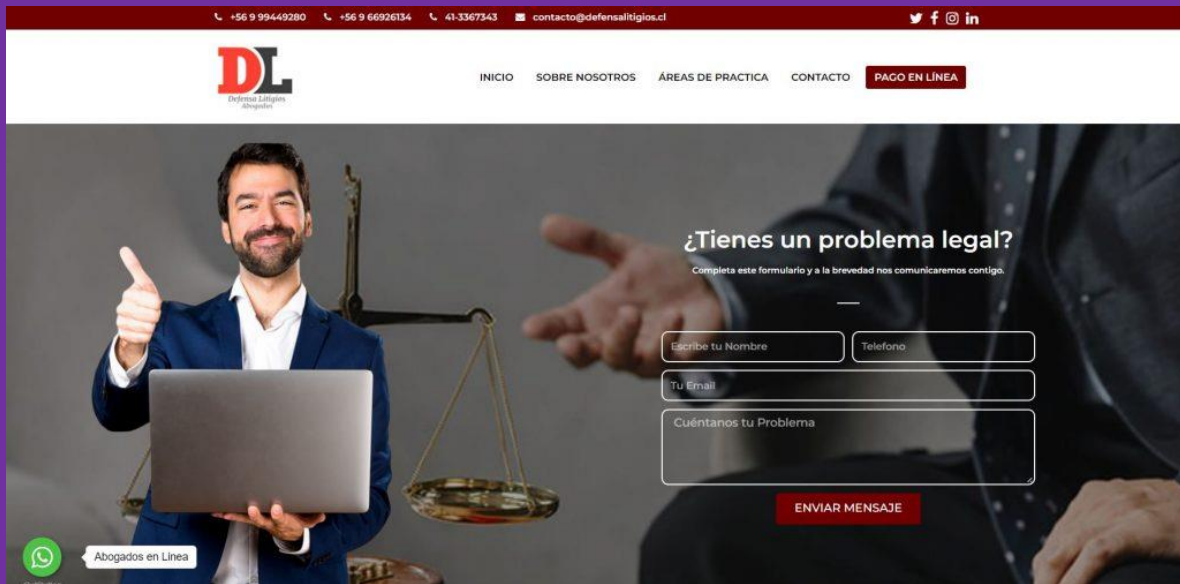 +56 9 99449280 +56 9 66926134 41-3367343 contacto@defensalitigios.cl
DL
Defensa Litigios
Abogados
INICIO SOBRE NOSOTROS ÁREAS DE PRACTICA CONTACTO PAGO EN LÍNEA
¿Tienes un problema legal?
Completa este formulario y a la brevedad nos comunicaremos contigo.
Escribe tu Nombre Telefono
Tu Email
Cuéntanos tu Problema
ENVIAR MENSAJE
Abogados en Linea